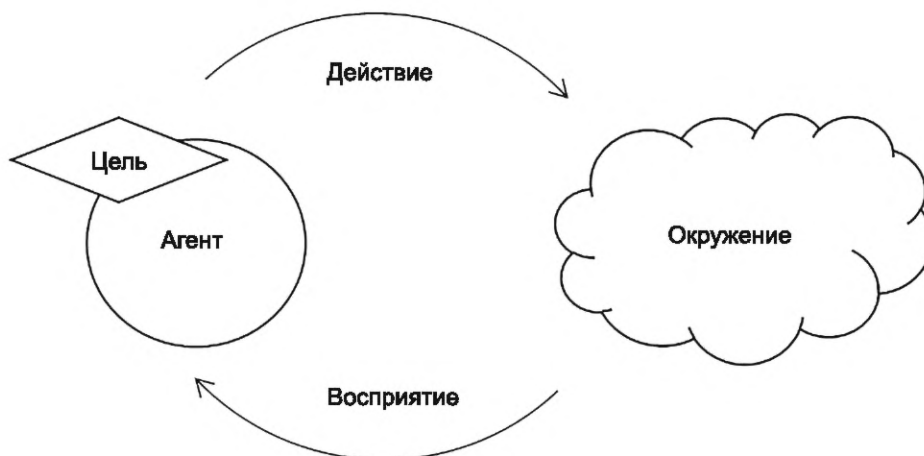 Действие
Цель
Агент
Окружение
Восприятие